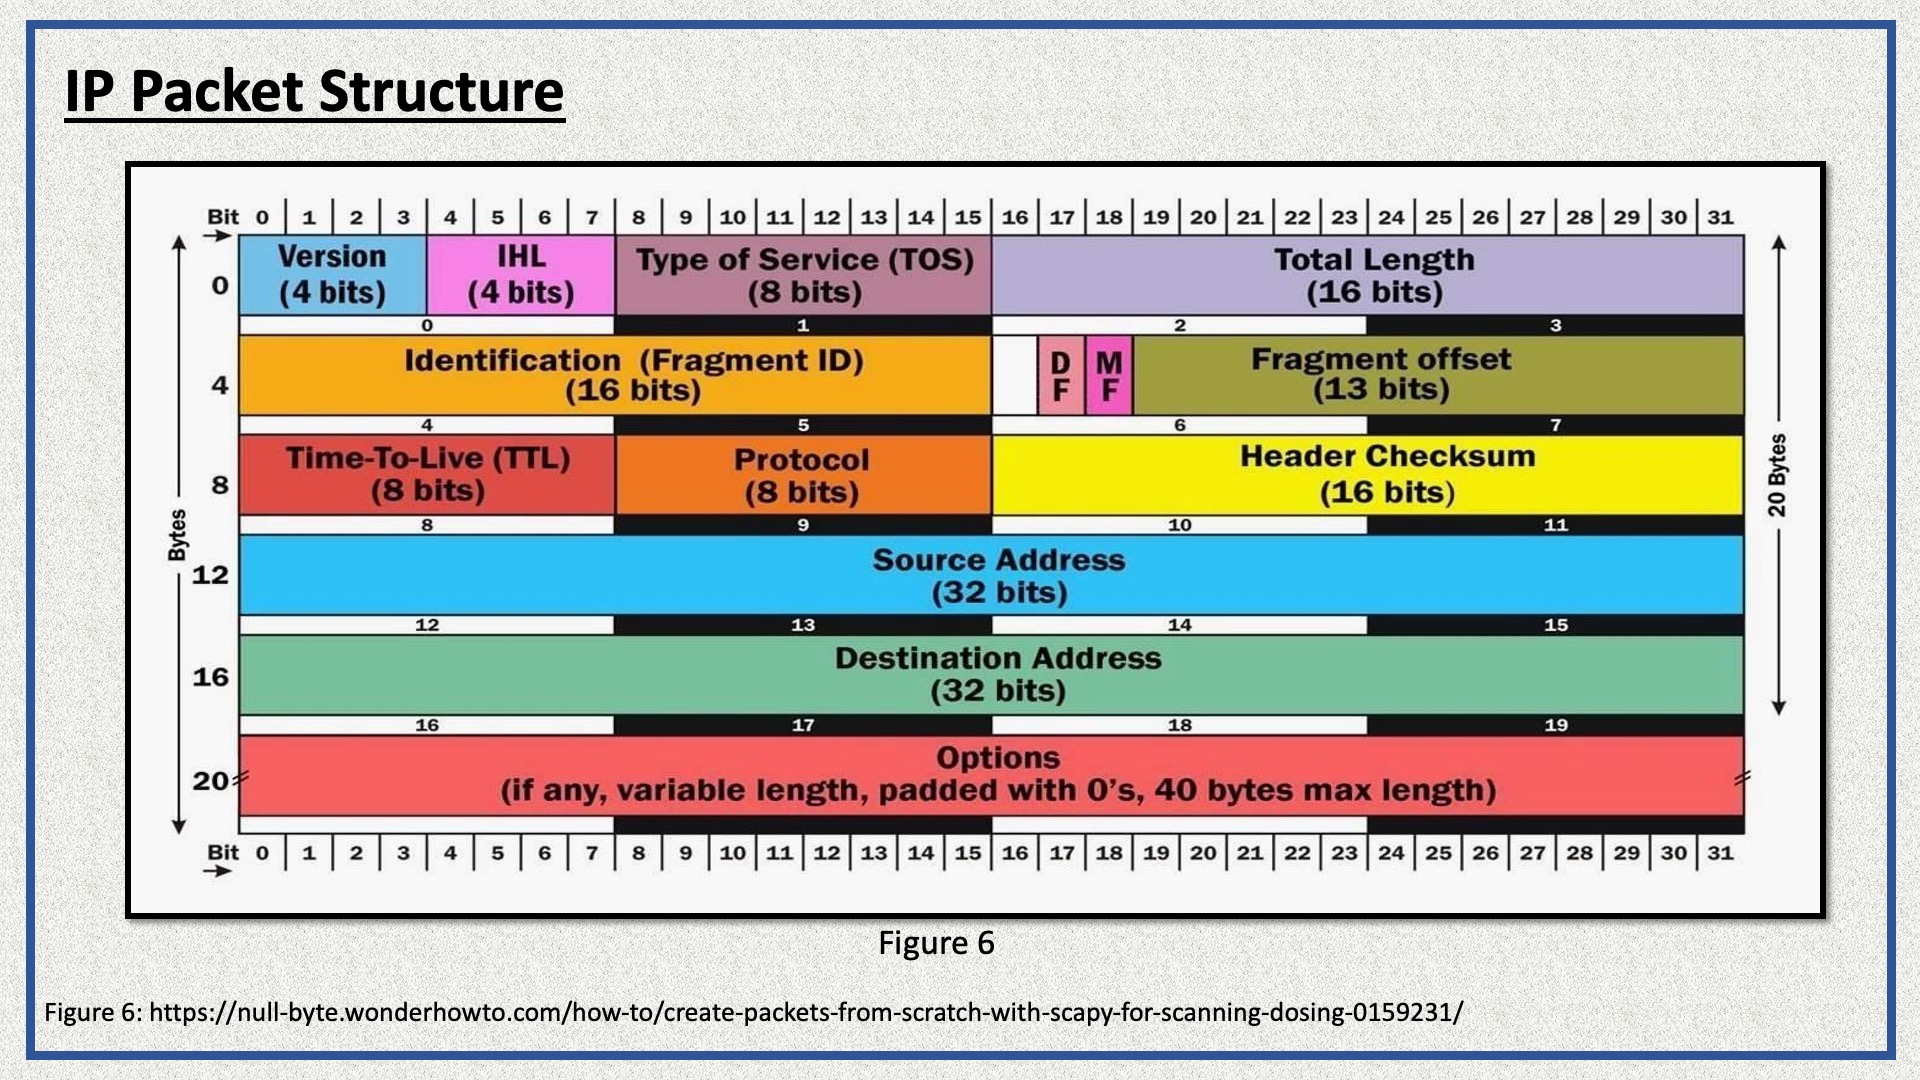 IP Packet Structure
Bit 0 1 2 3 4 5 6 7 8 9 10 11 12 13 14 15 16 17 18 19 20 21 22 23 24 25 26 27 28 29 30 31
Version IHL Type of Service (TOS) Total Length
0 (4 bits) (4 bits) (8 bits) (16 bits)
0 1 2 3
Identification (Fragment ID) D M Fragment offset
4 (16 bits) F F (13 bits)
4 5 6 7
Time-To-Live (TTL) Protocol Header Checksum
8 (8 bits) (8 bits) (16 bits)
8 9 10 11
Bytes
20 Bytes
Source Address
12 (32 bits)
12 13 14 15
Destination Address
16 (32 bits)
16 17 18 19
Options
20 (if any, variable length, padded with 0's, 40 bytes max length)
Bit 0 1 2 3 4 5 6 7 8 9 10 11 12 13 14 15 16 17 18 19 20 21 22 23 24 25 26 27 28 29 30 31
Figure 6
Figure 6: https://null-byte.wonderhowto.com/how-to/create-packets-from-scratch-with-scapy-for-scanning-dosing-0159231/